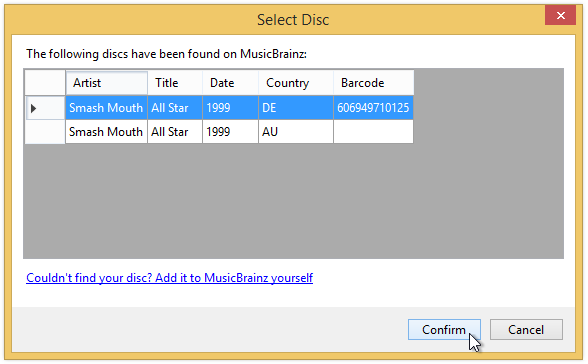 Select Disc
The following discs have been found on MusicBrainz:
Artist Title Date Country Barcode
Smash Mouth All Star 1999 DE 606949710125
Smash Mouth All Star 1999 AU
Couldn't find your disc? Add it to MusicBrainz yourself
Confirm Cancel